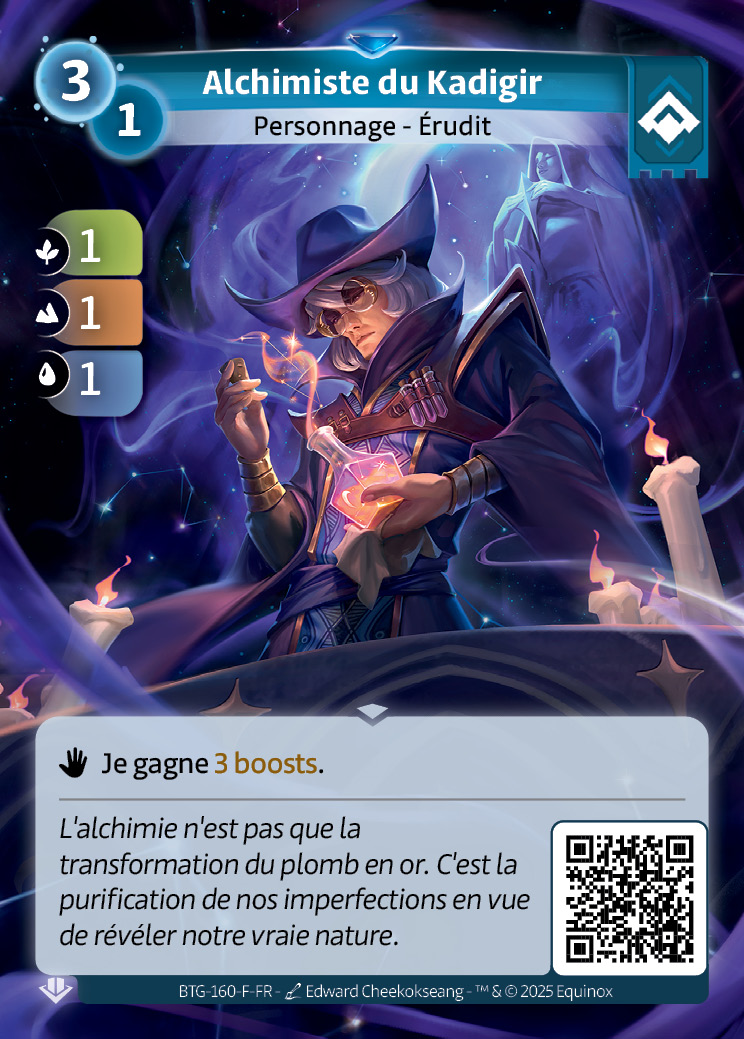 3
1
Alchimiste du Kadigir
Personnage - Érudit
1
1
1
Je gagne 3 boosts.
L'alchimie n'est pas que la
transformation du plomb en or. C'est la
purification de nos imperfections en vue
de révéler notre vraie nature.
BTG-160-F-FR - Edward Cheekokseang - ™ & © 2025 Equinox